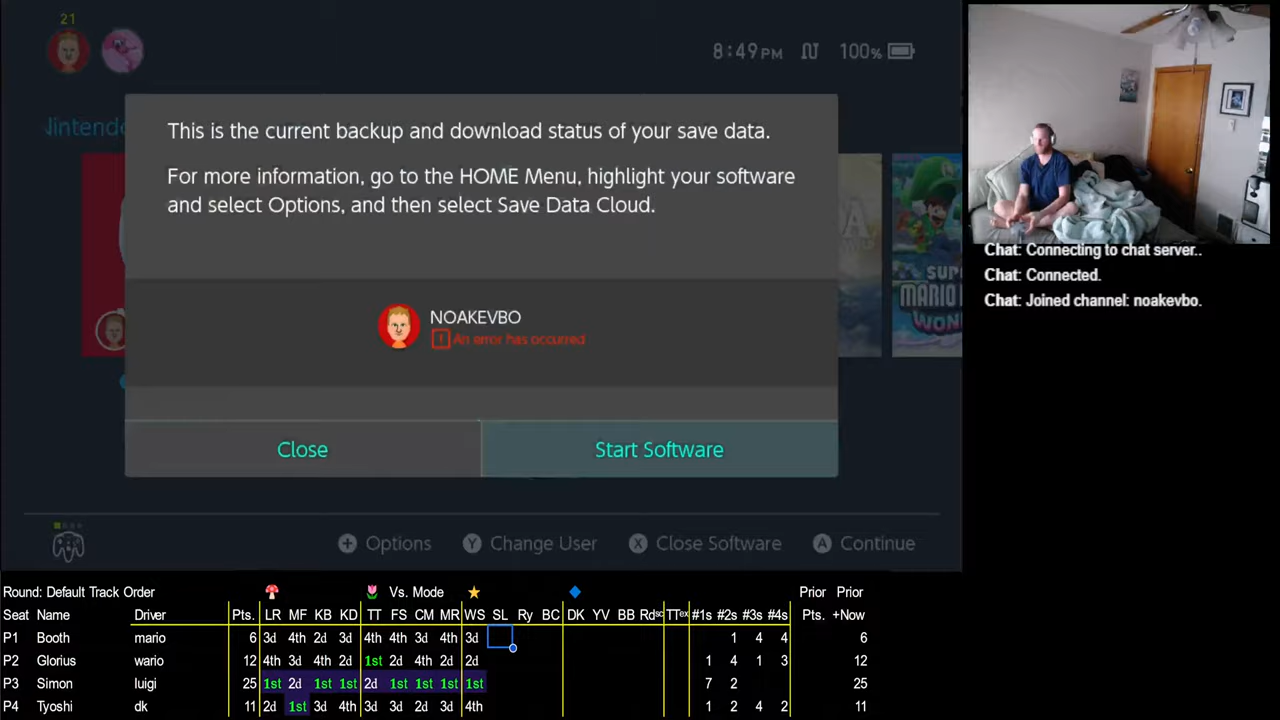 21
8:49 PM 100%
Nintendo
This is the current backup and download status of your save data.
For more information, go to the HOME Menu, highlight your software
and select Options, and then select Save Data Cloud.
NOAKEVBO
! An error has occurred
SUP
MARIO
WON
Close
Start Software
+ Options Y Change User X Close Software A Continue
Chat: Connecting to chat server..
Chat: Connected.
Chat: Joined channel: noakevbo.
Round: Default Track Order Vs. Mode Prior Prior
Seat Name Driver Pts. LR MF KB KD TT FS CM MR WS SL Ry BC DK YV BB Rdsc TTex #1s #2s #3s #4s Pts. +Now
P1 Booth mario 6 3d 4th 2d 3d 4th 4th 3d 4th 3d 1 4 4 6
P2 Glorius wario 12 4th 3d 4th 2d 1st 2d 4th 2d 2d 1 4 1 3 12
P3 Simon luigi 25 1st 2d 1st 1st 2d 1st 1st 1st 1st 7 2 25
P4 Tyoshi dk 11 2d 1st 3d 4th 3d 3d 2d 3d 4th 1 2 4 2 11